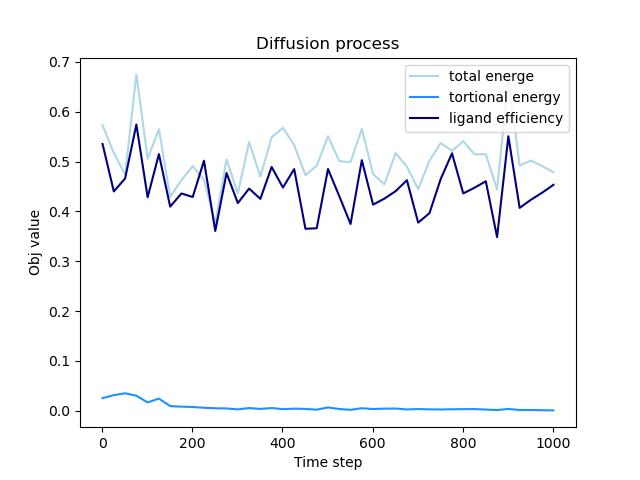 Diffusion process
total energe
tortional energy
ligand efficiency
Obj value
0.7
0.6
0.5
0.4
0.3
0.2
0.1
0.0
0 200 400 600 800 1000
Time step